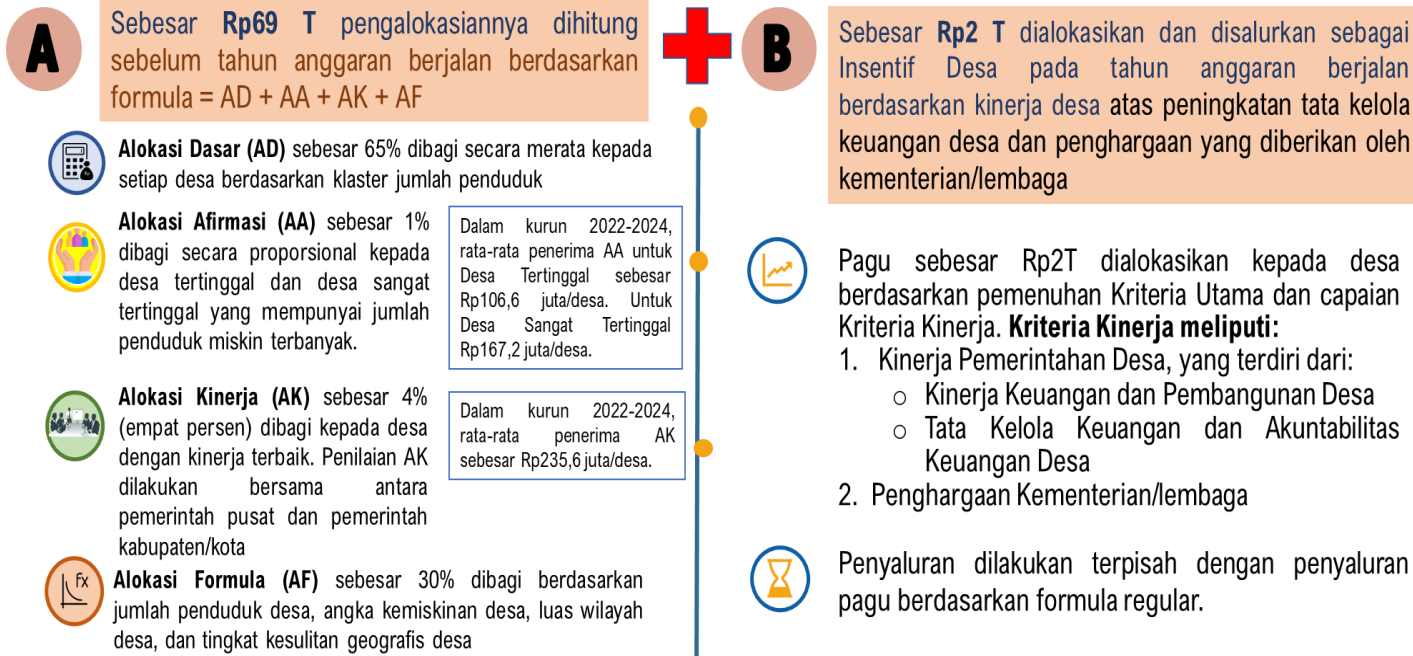 A
Sebesar Rp69 T pengalokasiannya dihitung
sebelum tahun anggaran berjalan berdasarkan
formula = AD + AA + AK + AF
Alokasi Dasar (AD) sebesar 65% dibagi secara merata kepada
setiap desa berdasarkan klaster jumlah penduduk
Alokasi Afirmasi (AA) sebesar 1%
dibagi secara proporsional kepada
desa tertinggal dan desa sangat
tertinggal yang mempunyai jumlah
penduduk miskin terbanyak.
Dalam kurun 2022-2024,
rata-rata penerima AA untuk
Desa Tertinggal sebesar
Rp106,6 juta/desa. Untuk
Desa Sangat Tertinggal
Rp167,2 juta/desa.
Alokasi Kinerja (AK) sebesar 4%
(empat persen) dibagi kepada desa
dengan kinerja terbaik. Penilaian AK
dilakukan bersama antara
pemerintah pusat dan pemerintah
kabupaten/kota
Dalam kurun 2022-2024,
rata-rata penerima AK
sebesar Rp235,6 juta/desa.
Fx
Alokasi Formula (AF) sebesar 30% dibagi berdasarkan
jumlah penduduk desa, angka kemiskinan desa, luas wilayah
desa, dan tingkat kesulitan geografis desa
B
Sebesar Rp2 T dialokasikan dan disalurkan sebagai
Insentif Desa pada tahun anggaran berjalan
berdasarkan kinerja desa atas peningkatan tata kelola
keuangan desa dan penghargaan yang diberikan oleh
kementerian/lembaga
Pagu sebesar Rp2T dialokasikan kepada desa
berdasarkan pemenuhan Kriteria Utama dan capaian
Kriteria Kinerja. Kriteria Kinerja meliputi:
1. Kinerja Pemerintahan Desa, yang terdiri dari:
o Kinerja Keuangan dan Pembangunan Desa
o Tata Kelola Keuangan dan Akuntabilitas
Keuangan Desa
2. Penghargaan Kementerian/lembaga
Penyaluran dilakukan terpisah dengan penyaluran
pagu berdasarkan formula regular.